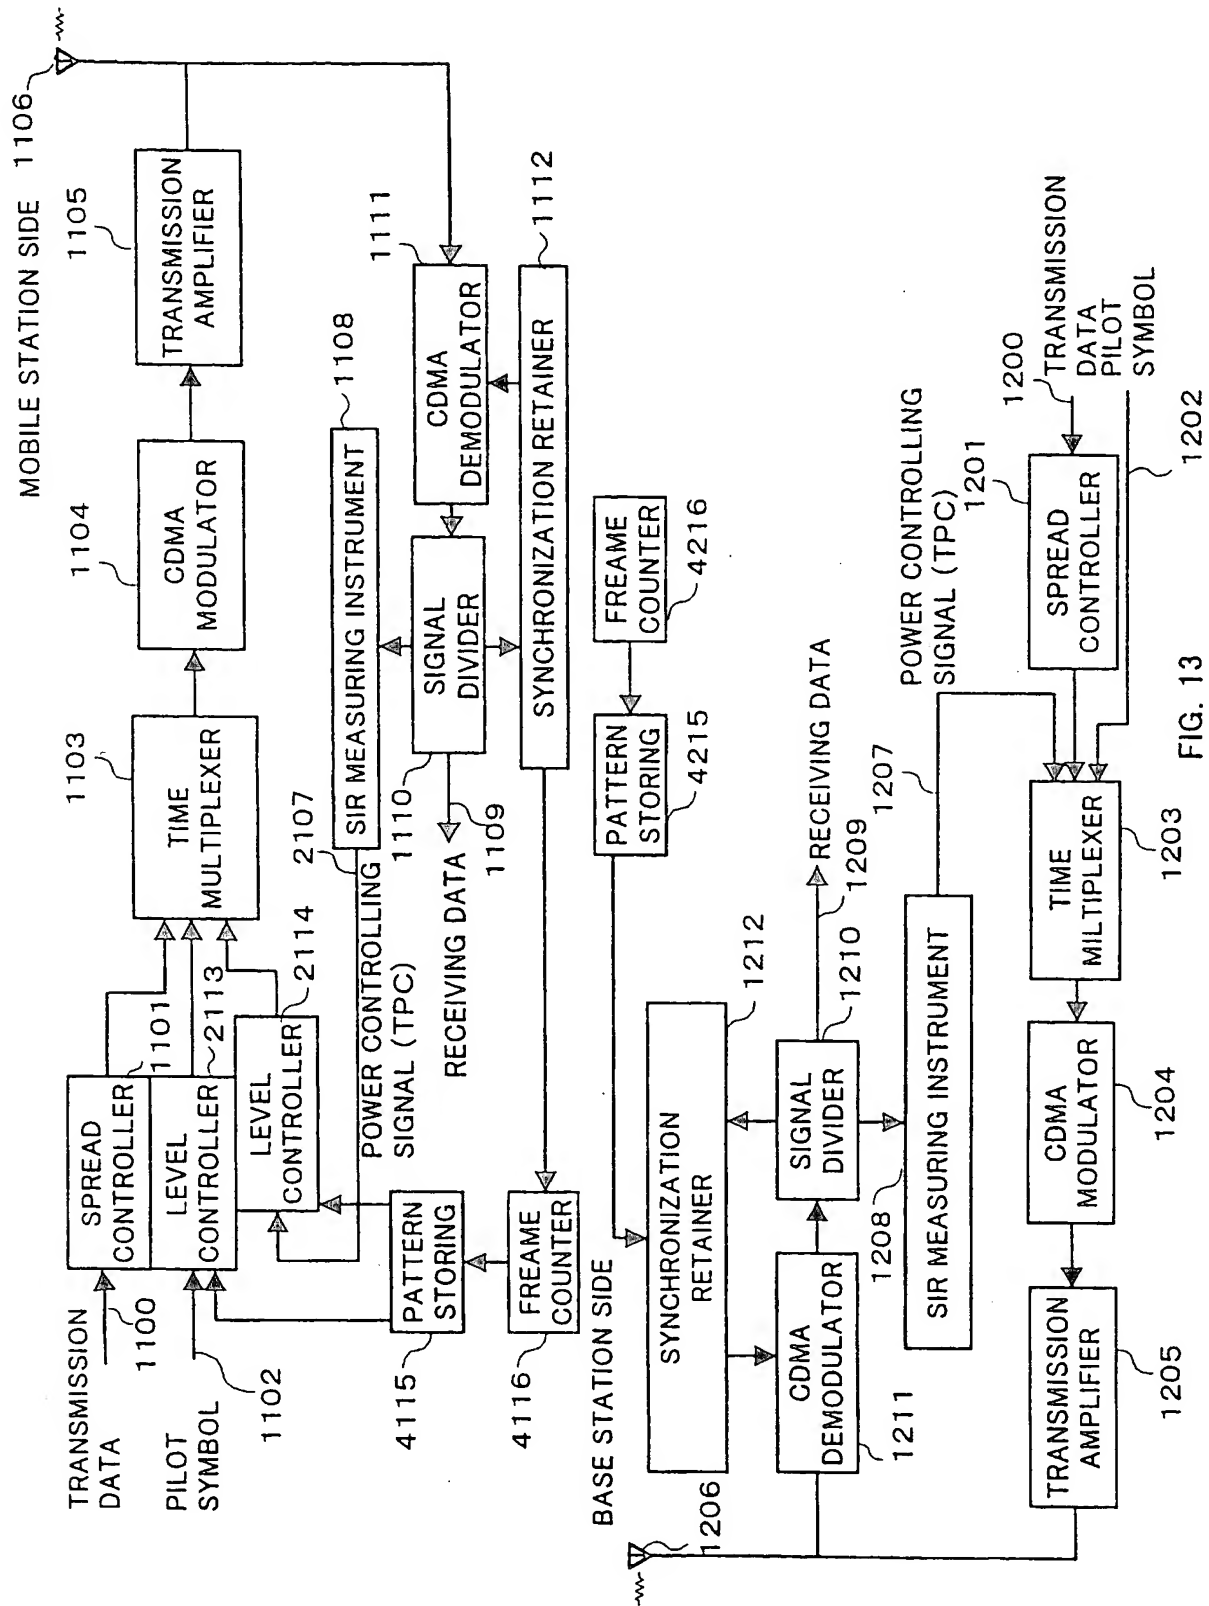 MOBILE STATION SIDE
1106
TRANSMISSION
DATA
1100
PILOT
SYMBOL
1102
SPREAD
CONTROLLER
1101
LEVEL
CONTROLLER
2113
LEVEL
CONTROLLER
2114
TIME
MULTIPLEXER
1103
CDMA
MODULATOR
1104
TRANSMISSION
AMPLIFIER
1105
POWER CONTROLLING
SIGNAL (TPC)
2107
SIR MEASURING INSTRUMENT
1108
PATTERN
STORING
4115
RECEIVING DATA
1109
SIGNAL
DIVIDER
1110
CDMA
DEMODULATOR
1111
FREAME
COUNTER
4116
SYNCHRONIZATION RETAINER
1112
BASE STATION SIDE
1206
PATTERN
STORING
4215
FREAME
COUNTER
4216
SYNCHRONIZATION
RETAINER
1212
CDMA
DEMODULATOR
1211
SIGNAL
DIVIDER
1210
RECEIVING DATA
1209
SIR MEASURING INSTRUMENT
1208
1207
POWER CONTROLLING
SIGNAL (TPC)
TRANSMISSION
AMPLIFIER
1205
CDMA
MODULATOR
1204
TIME
MILTIPLEXER
1203
SPREAD
CONTROLLER
1201
1200
TRANSMISSION
DATA
PILOT
SYMBOL
1202
FIG. 13